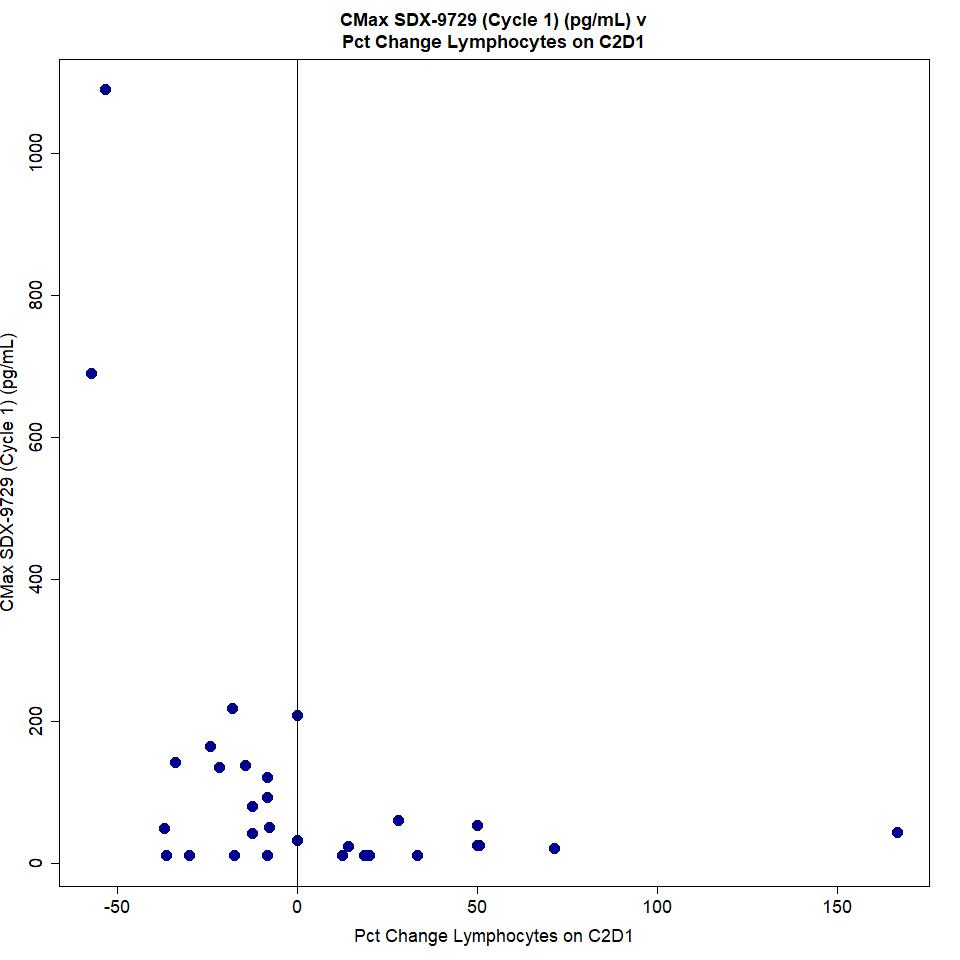 CMax SDX-9729 (Cycle 1) (pg/mL) v
Pct Change Lymphocytes on C2D1
CMax SDX-9729 (Cycle 1) (pg/mL)
1000
800
600
400
200
0
-50
0
50
100
150
Pct Change Lymphocytes on C2D1